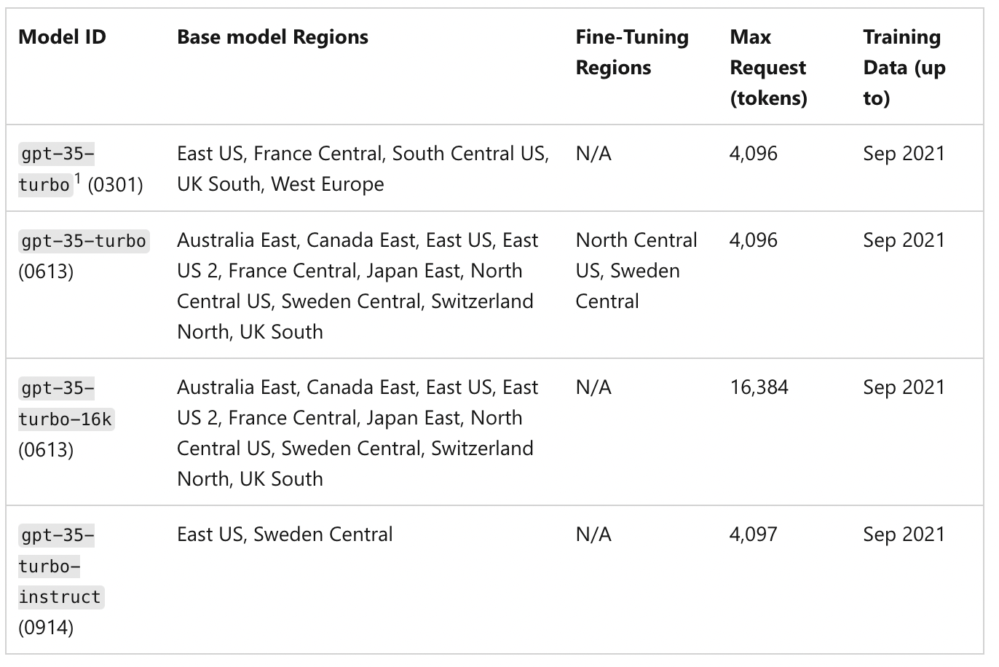 Model ID Base model Regions Fine-Tuning Regions Max Request (tokens) Training Data (up to)
gpt-35-
turbo1 (0301)
East US, France Central, South Central US,
UK South, West Europe
N/A
4,096
Sep 2021
gpt-35-turbo
(0613)
Australia East, Canada East, East US, East
US 2, France Central, Japan East, North
Central US, Sweden Central, Switzerland
North, UK South
North Central
US, Sweden
Central
4,096
Sep 2021
gpt-35-
turbo-16k
(0613)
Australia East, Canada East, East US, East
US 2, France Central, Japan East, North
Central US, Sweden Central, Switzerland
North, UK South
N/A
16,384
Sep 2021
gpt-35-
turbo-
instruct
(0914)
East US, Sweden Central
N/A
4,097
Sep 2021